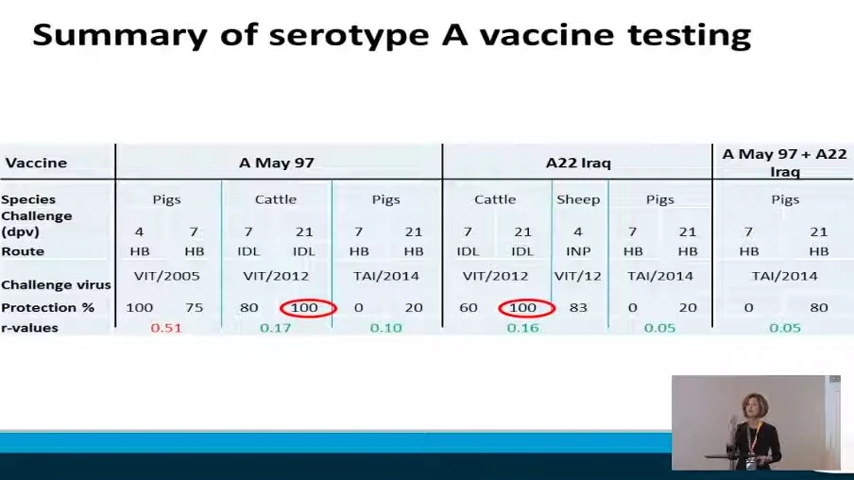 Summary of serotype A vaccine testing
Vaccine A May 97 A22 Iraq A May 97 + A22 Iraq
Species Pigs Cattle Pigs Cattle Sheep Pigs Pigs
Challenge (dpv) 4 7 7 21 7 21 7 21 4 7 21 7 21
Route HB HB IDL IDL HB HB IDL IDL INP HB HB HB HB
Challenge virus VIT/2005 VIT/2012 TAI/2014 VIT/2012 VIT/12 TAI/2014 TAI/2014
Protection % 100 75 80 100 0 20 60 100 83 0 20 0 80
r-values 0.51 0.17 0.10 0.16 0.05 0.05